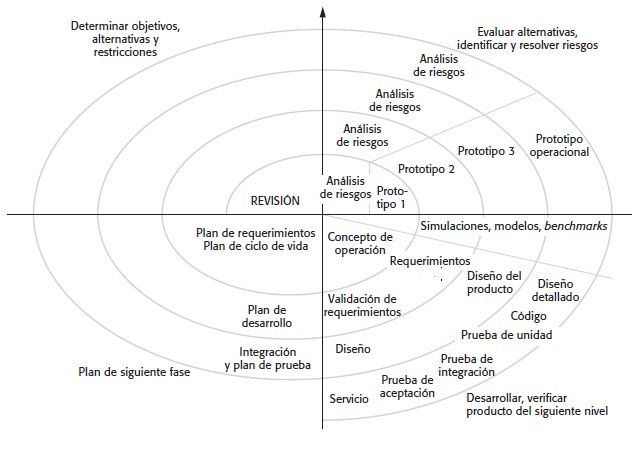 Determinar objetivos,
alternativas y
restricciones
Evaluar alternativas,
identificar y resolver riesgos
Análisis
de riesgos
Análisis
de riesgos
Análisis
de riesgos
Análisis
de riesgos
Proto-
tipo 1
Prototipo 2
Prototipo 3
Prototipo
operacional
REVISIÓN
Simulaciones, modelos, benchmarks
Plan de requerimientos
Plan de ciclo de vida
Concepto de
operación
Requerimientos
Diseño del
producto
Diseño
detallado
Plan de
desarrollo
Validación de
requerimientos
Código
Prueba de unidad
Integración
y plan de prueba
Diseño
Prueba de
integración
Plan de siguiente fase
Prueba de
aceptación
Servicio
Desarrollar, verificar
producto del siguiente nivel